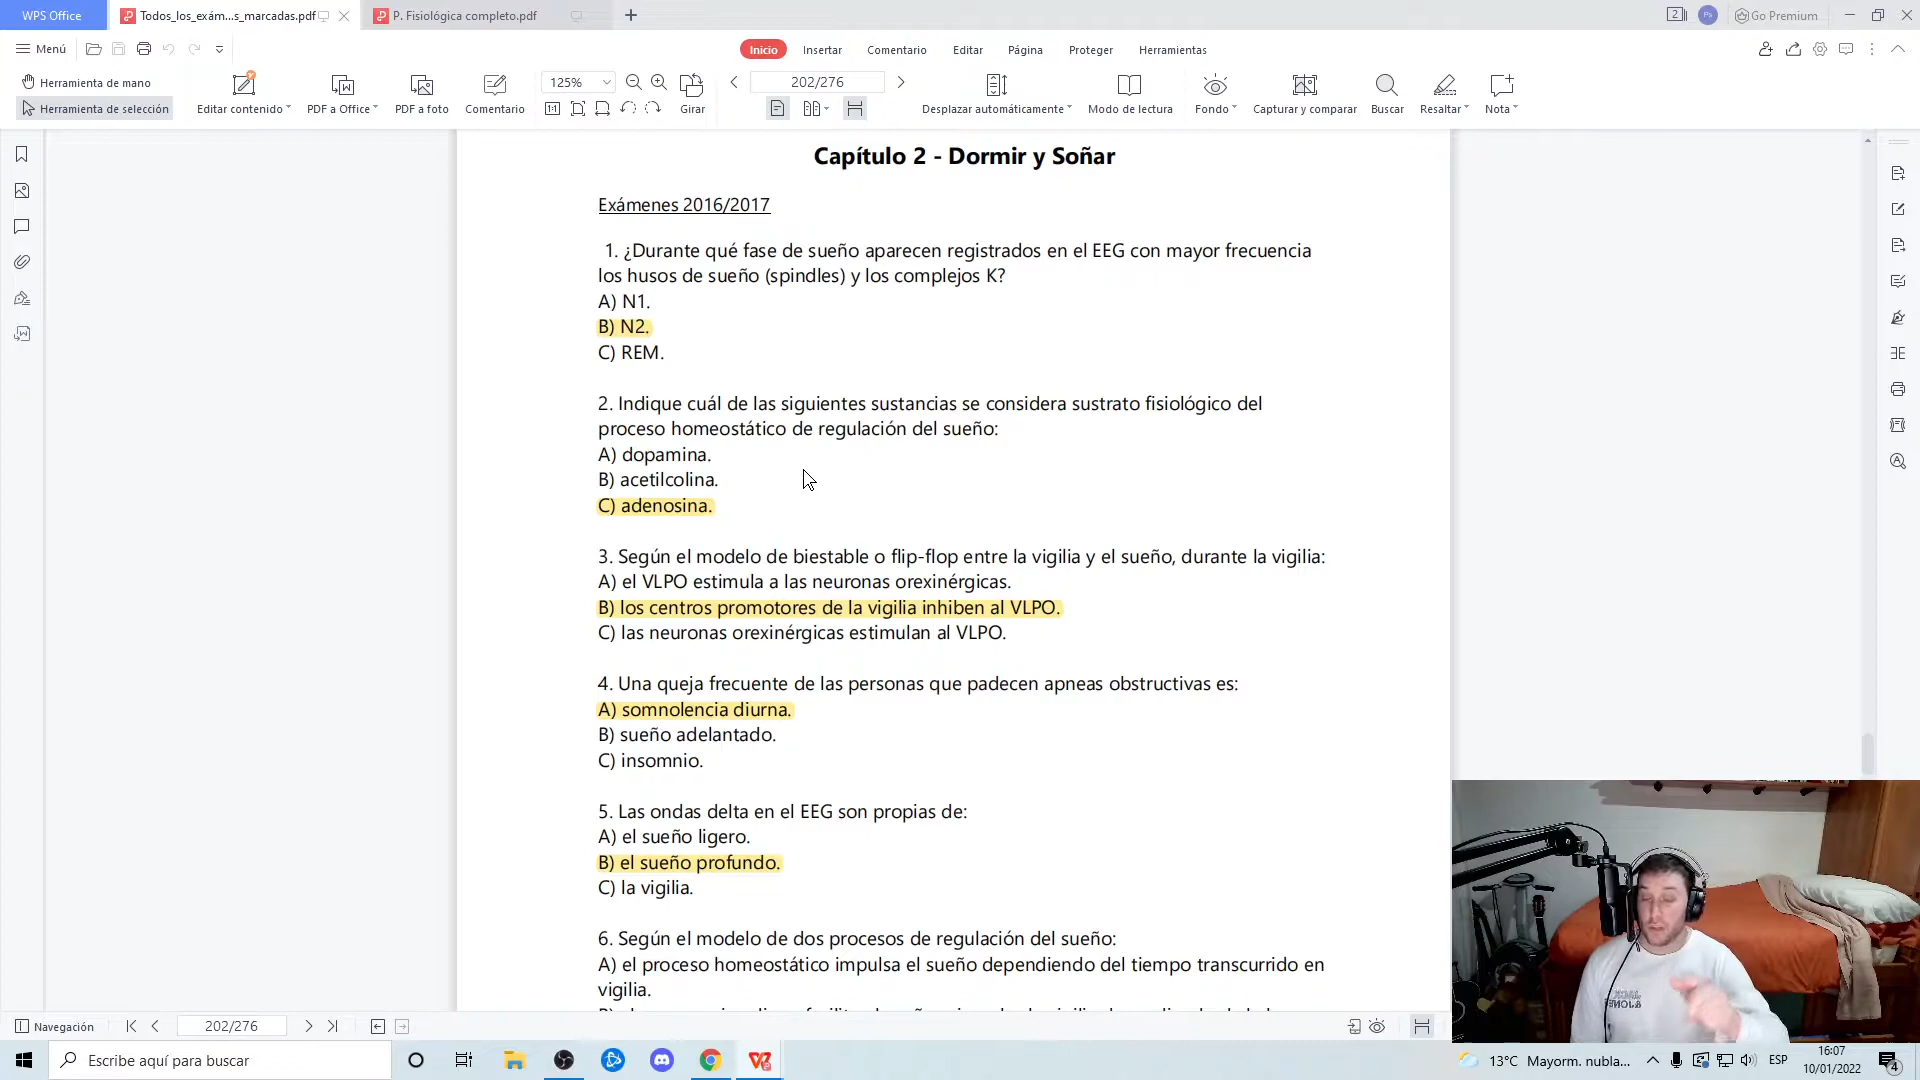 WPS Office
Todos_los_exám...s_marcadas.pdf
P. Fisiológica completo.pdf
2
Go Premium
Menú
Inicio
Insertar
Comentario
Editar
Página
Proteger
Herramientas
Herramienta de mano
Herramienta de selección
Editar contenido
PDF a Office
PDF a foto
Comentario
125%
Girar
202/276
Desplazar automáticamente
Modo de lectura
Fondo
Capturar y comparar
Buscar
Resaltar
Nota
Capítulo 2 - Dormir y Soñar
Exámenes 2016/2017
1. ¿Durante qué fase de sueño aparecen registrados en el EEG con mayor frecuencia
los husos de sueño (spindles) y los complejos K?
A) N1.
B) N2.
C) REM.
2. Indique cuál de las siguientes sustancias se considera sustrato fisiológico del
proceso homeostático de regulación del sueño:
A) dopamina.
B) acetilcolina.
C) adenosina.
3. Según el modelo de biestable o flip-flop entre la vigilia y el sueño, durante la vigilia:
A) el VLPO estimula a las neuronas orexinérgicas.
B) los centros promotores de la vigilia inhiben al VLPO.
C) las neuronas orexinérgicas estimulan al VLPO.
4. Una queja frecuente de las personas que padecen apneas obstructivas es:
A) somnolencia diurna.
B) sueño adelantado.
C) insomnio.
5. Las ondas delta en el EEG son propias de:
A) el sueño ligero.
B) el sueño profundo.
C) la vigilia.
6. Según el modelo de dos procesos de regulación del sueño:
A) el proceso homeostático impulsa el sueño dependiendo del tiempo transcurrido en
vigilia.
Navegación
202/276
Escribe aquí para buscar
13°C Mayorm. nubla...
ESP
16:07
10/01/2022
4